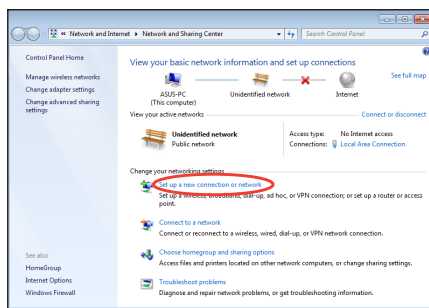 « Network and Internet ▸ Network and Sharing Center
Search Control Panel
Control Panel Home
Manage wireless networks
Change adapter settings
Change advanced sharing
settings
See also
HomeGroup
Internet Options
Windows Firewall
View your basic network information and set up connections
See full map
ASUS-PC
(This computer)
Unidentified network
Internet
View your active networks
Connect or disconnect
Unidentified network
Public network
Access type: No Internet access
Connections: Local Area Connection
Change your networking settings
Set up a new connection or network
Set up a wireless, broadband, dial-up, ad hoc, or VPN connection; or set up a router or access
point.
Connect to a network
Connect or reconnect to a wireless, wired, dial-up, or VPN network connection.
Choose homegroup and sharing options
Access files and printers located on other network computers, or change sharing settings.
Troubleshoot problems
Diagnose and repair network problems, or get troubleshooting information.